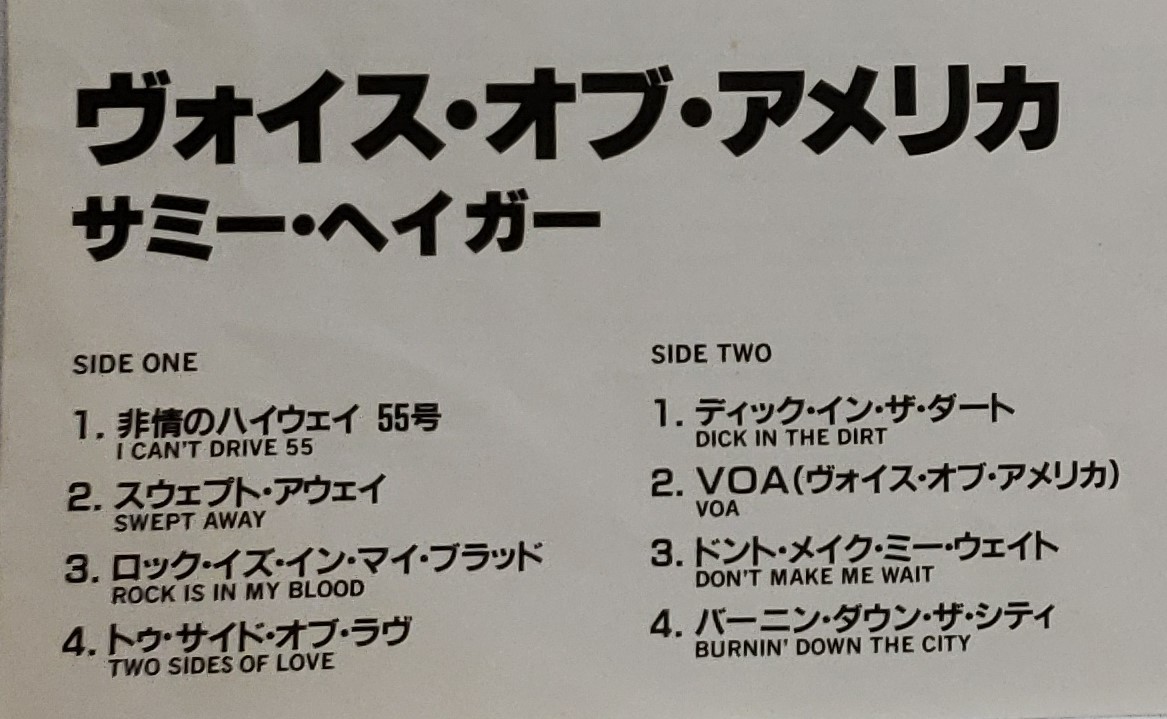 ヴォイス・オブ・アメリカ
サミー・ヘイガー
SIDE ONE
1. 非情のハイウェイ 55号
I CAN'T DRIVE 55
2. スウェプト・アウェイ
SWEPT AWAY
3. ロック・イズ・イン・マイ・ブラッド
ROCK IS IN MY BLOOD
4. トゥ・サイド・オブ・ラヴ
TWO SIDES OF LOVE
SIDE TWO
1. ディック・イン・ザ・ダート
DICK IN THE DIRT
2. VOA(ヴォイス・オブ・アメリカ)
VOA
3. ドント・メイク・ミー・ウェイト
DON'T MAKE ME WAIT
4. バーニン・ダウン・ザ・シティ
BURNIN' DOWN THE CITY